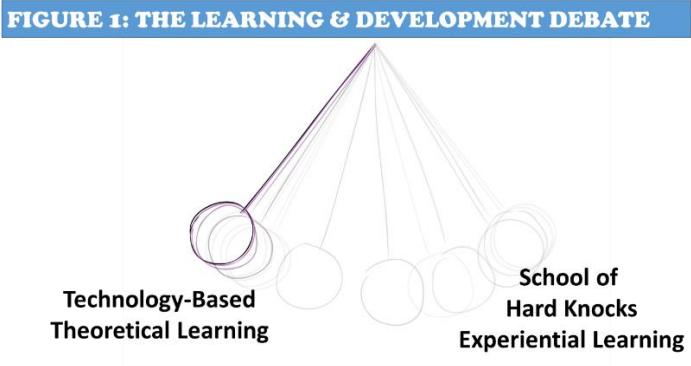 FIGURE 1: THE LEARNING & DEVELOPMENT DEBATE
Technology-Based
Theoretical Learning
School of
Hard Knocks
Experiential Learning